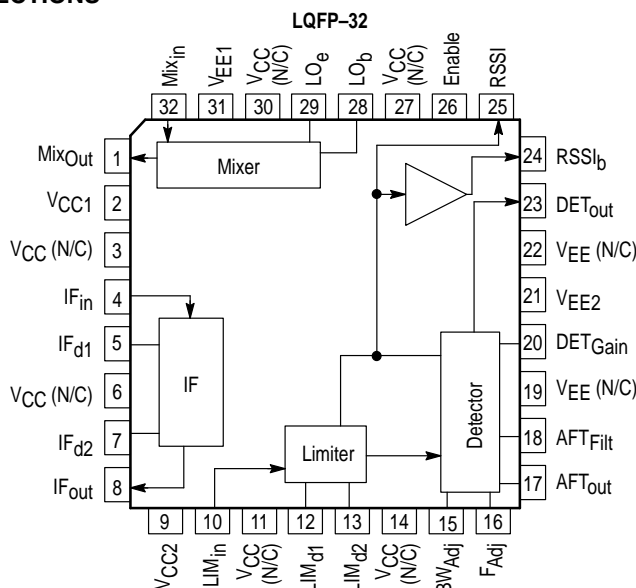 LQFP–32
Mixin
VEE1
VCC (N/C)
LOe
LOb
VCC (N/C)
Enable
RSSI
32
31
30
29
28
27
26
25
MixOut
1
VCC1
2
VCC (N/C)
3
IFin
4
IFd1
5
VCC (N/C)
6
IFd2
7
IFout
8
Mixer
IF
Limiter
Detector
24
RSSIb
23
DETout
22
VEE (N/C)
21
VEE2
20
DETGain
19
VEE (N/C)
18
AFTFilt
17
AFTout
9
10
11
12
13
14
15
16
VCC2
LIMin
VCC (N/C)
LIMd1
LIMd2
VCC (N/C)
BWAdj
FAdj